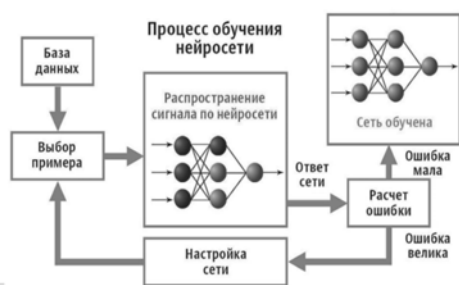 Процесс обучения
нейросети
База
данных
Выбор
примера
Распространение
сигнала по нейросети
Ответ
сети
Сеть обучена
Ошибка
мала
Расчет
ошибки
Ошибка
велика
Настройка
сети